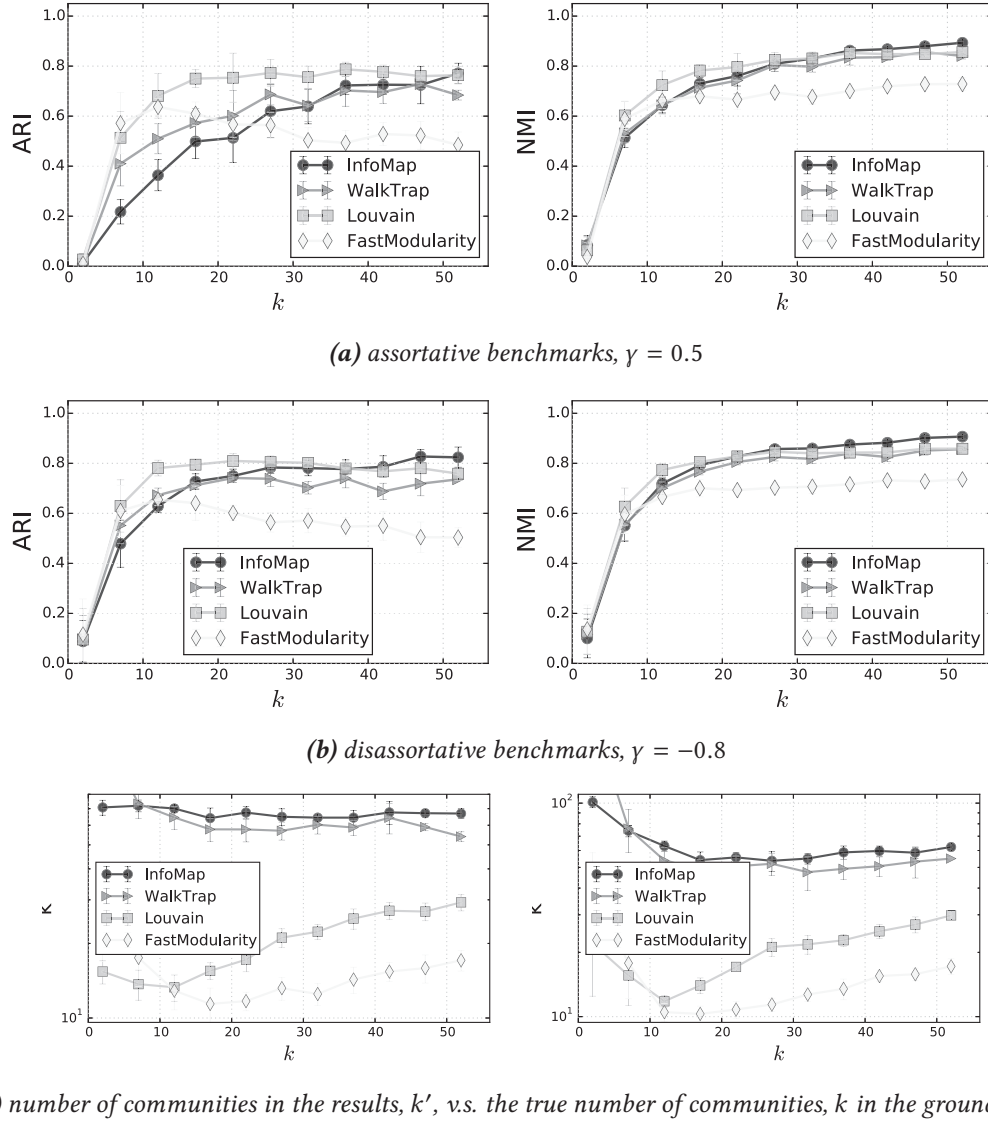 1.0
0.8
0.6
0.4
0.2
0.0
ARI
0 10 20 30 40 50
k
InfoMap
WalkTrap
Louvain
FastModularity
1.0
0.8
0.6
0.4
0.2
0.0
NMI
0 10 20 30 40 50
k
InfoMap
WalkTrap
Louvain
FastModularity
(a) assortative benchmarks, γ = 0.5
1.0
0.8
0.6
0.4
0.2
0.0
ARI
0 10 20 30 40 50
k
InfoMap
WalkTrap
Louvain
FastModularity
1.0
0.8
0.6
0.4
0.2
0.0
NMI
0 10 20 30 40 50
k
InfoMap
WalkTrap
Louvain
FastModularity
(b) disassortative benchmarks, γ = −0.8
10¹
0 10 20 30 40 50
k
InfoMap
WalkTrap
Louvain
FastModularity
10²
10¹
0 10 20 30 40 50
k
InfoMap
WalkTrap
Louvain
FastModularity
) number of communities in the results, k′, v.s. the true number of communities, k in the groun